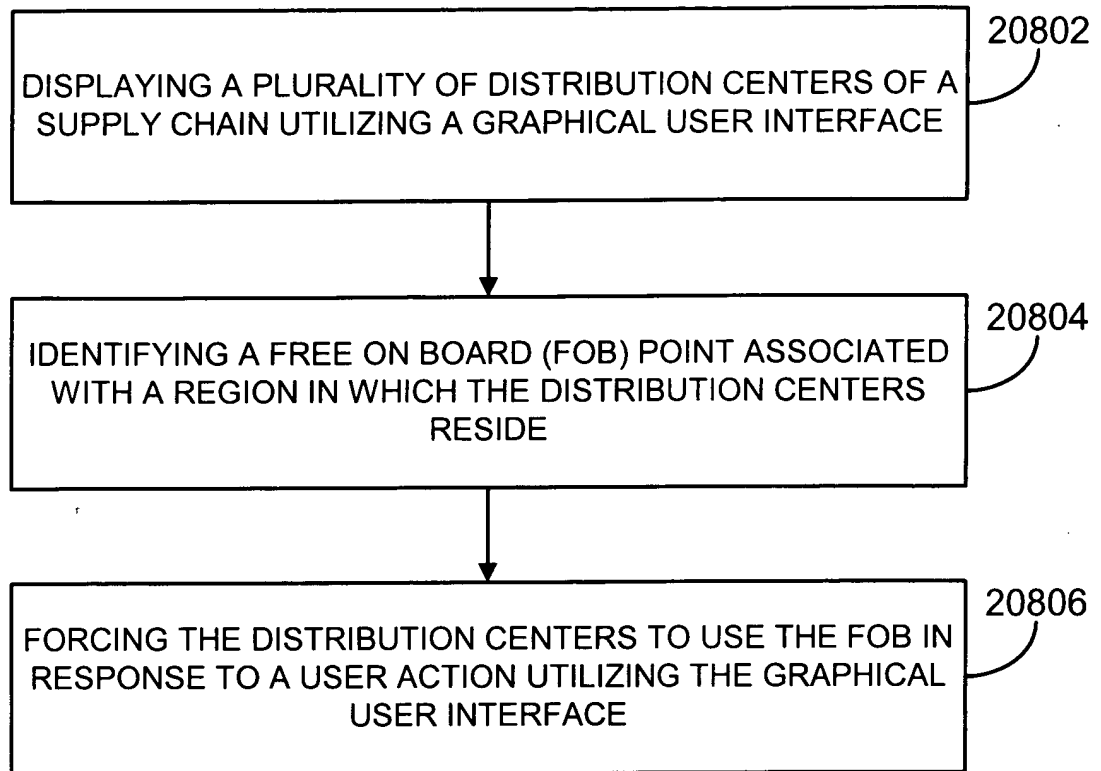 20802
DISPLAYING A PLURALITY OF DISTRIBUTION CENTERS OF A
SUPPLY CHAIN UTILIZING A GRAPHICAL USER INTERFACE
20804
IDENTIFYING A FREE ON BOARD (FOB) POINT ASSOCIATED
WITH A REGION IN WHICH THE DISTRIBUTION CENTERS
RESIDE
20806
FORCING THE DISTRIBUTION CENTERS TO USE THE FOB IN
RESPONSE TO A USER ACTION UTILIZING THE GRAPHICAL
USER INTERFACE